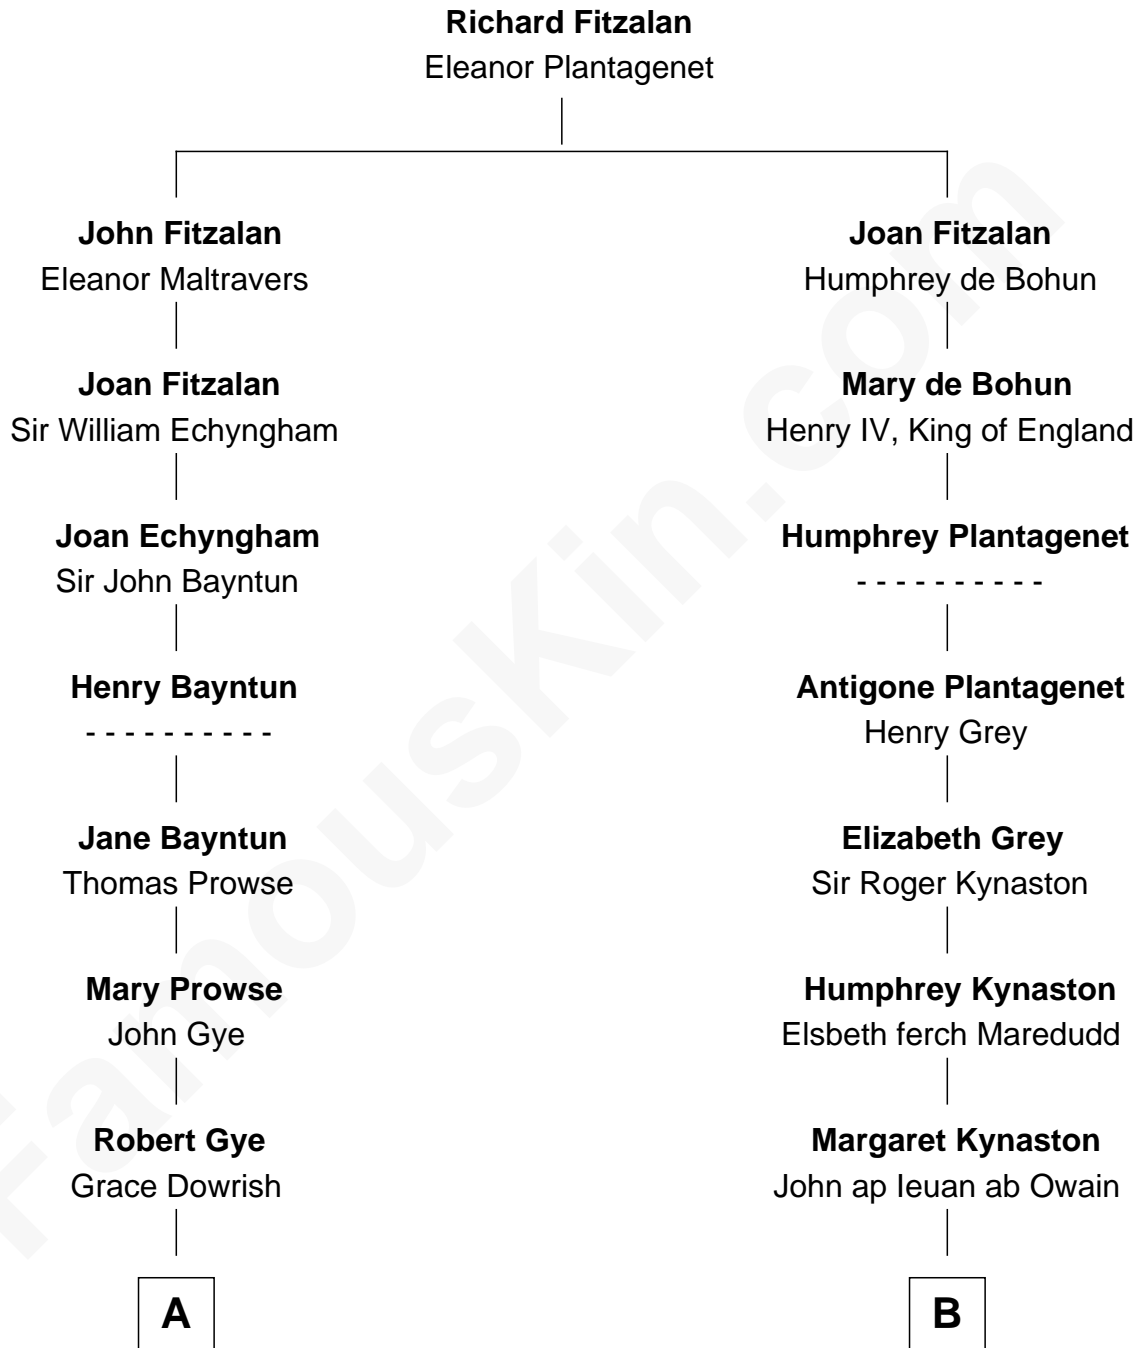 Richard Fitzalan
Eleanor Plantagenet
John Fitzalan
Eleanor Maltravers
Joan Fitzalan
Humphrey de Bohun
Joan Fitzalan
Sir William Echyngham
Mary de Bohun
Henry IV, King of England
Joan Echyngham
Sir John Bayntun
Humphrey Plantagenet
- - - - - - - - - -
Henry Bayntun
- - - - - - - - - -
Antigone Plantagenet
Henry Grey
Jane Bayntun
Thomas Prowse
Elizabeth Grey
Sir Roger Kynaston
Mary Prowse
John Gye
Humphrey Kynaston
Elsbeth ferch Maredudd
Robert Gye
Grace Dowrish
Margaret Kynaston
John ap Ieuan ab Owain
A
B
FamousKin.com